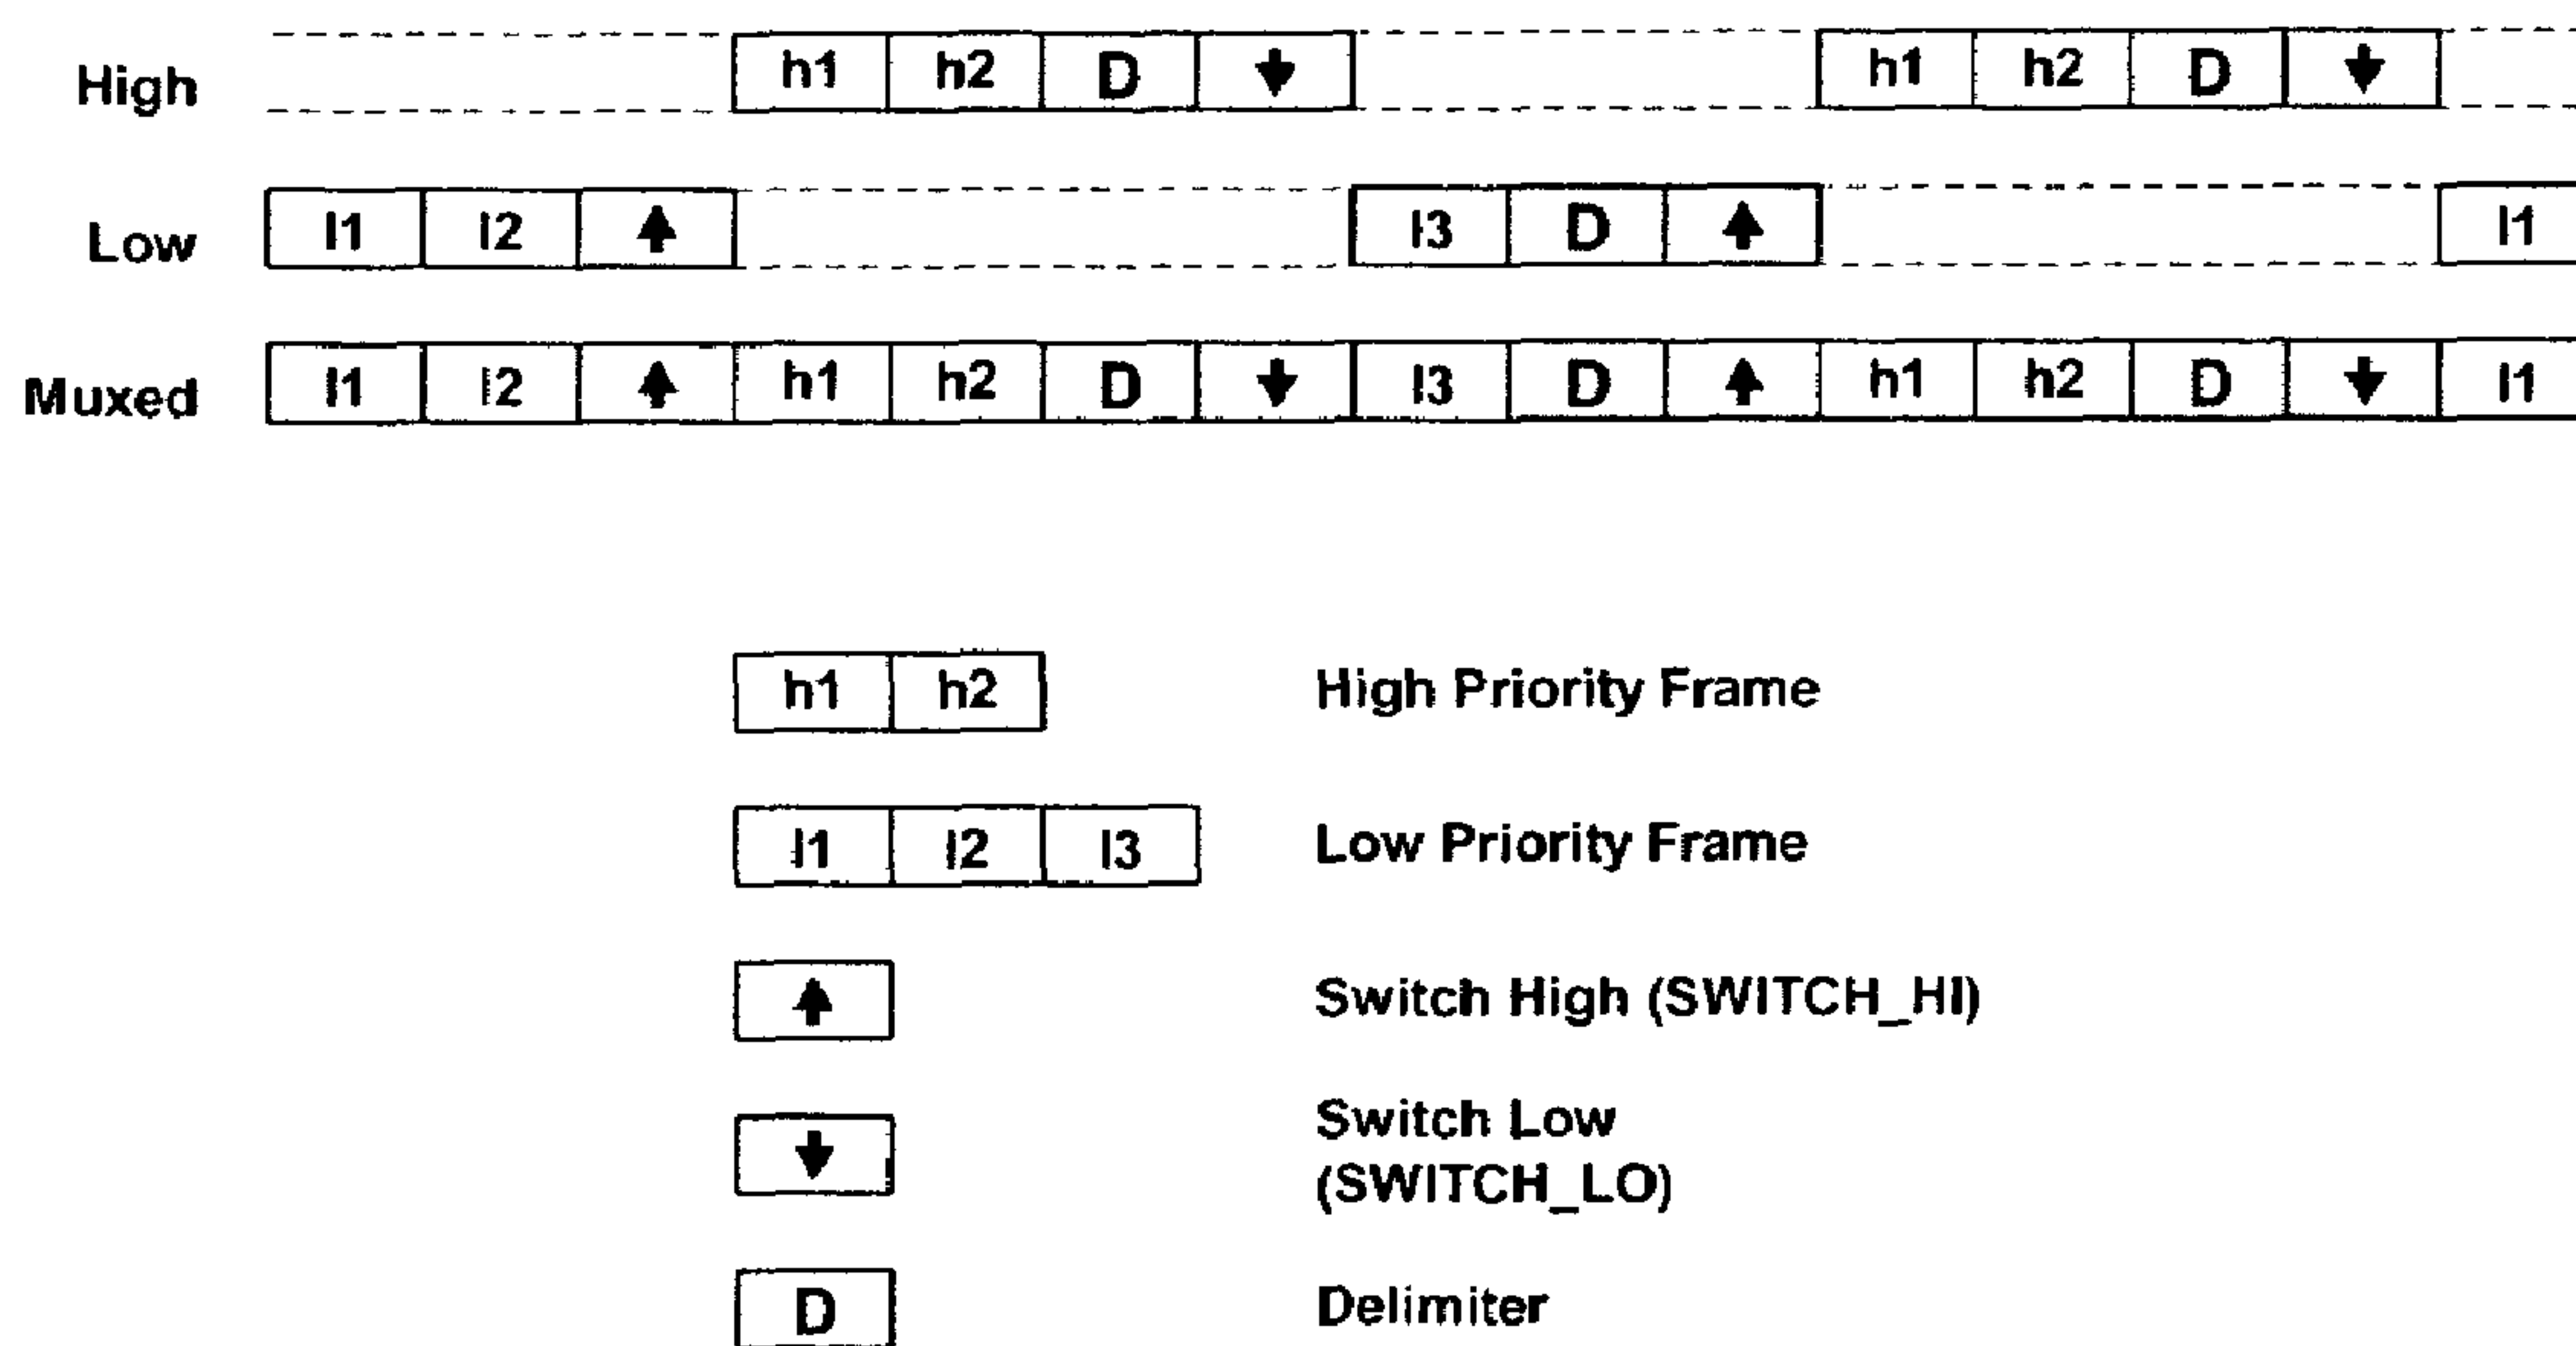 High h1 h2 D ↓ h1 h2 D ↓
Low l1 l2 ↑ l3 D ↑ l1
Muxed l1 l2 ↑ h1 h2 D ↓ l3 D ↑ h1 h2 D ↓ l1
h1 h2 High Priority Frame
l1 l2 l3 Low Priority Frame
↑ Switch High (SWITCH_HI)
↓ Switch Low
(SWITCH_LO)
D Delimiter